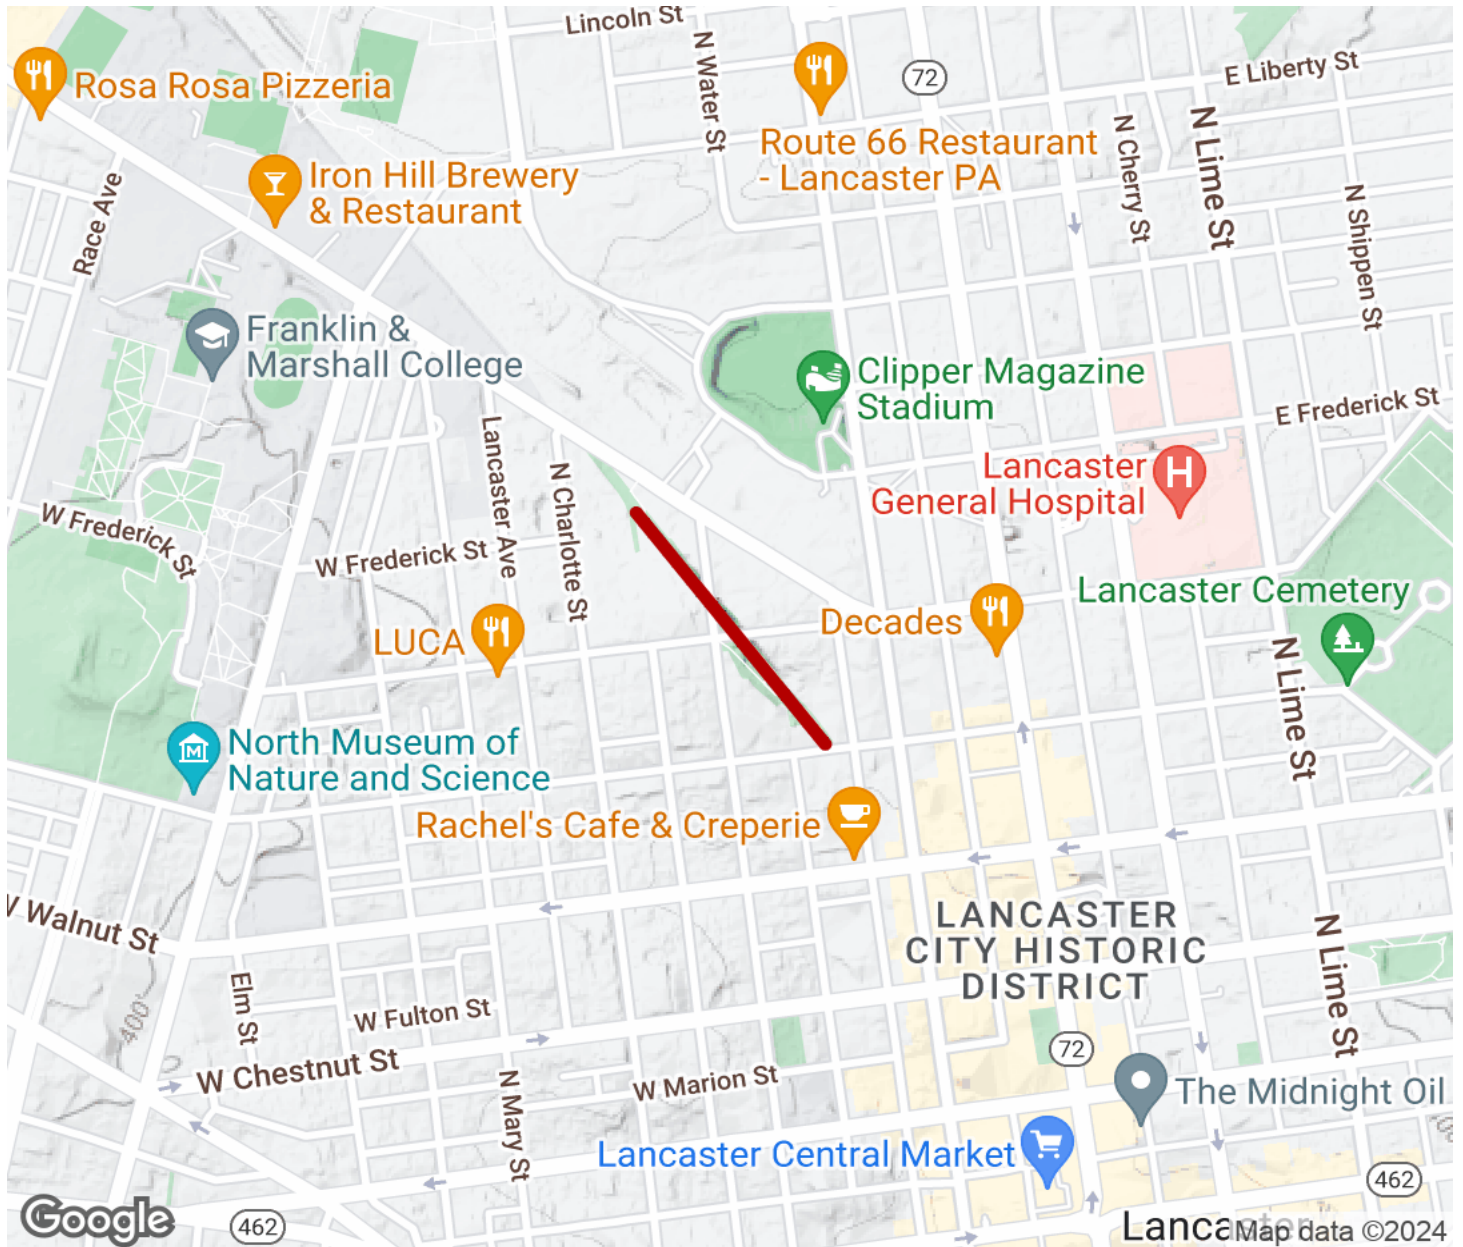 Lincoln St
N Water St
72
E Liberty St
Rosa Rosa Pizzeria
Route 66 Restaurant
- Lancaster PA
N Cherry St
N Lime St
Iron Hill Brewery
& Restaurant
Race Ave
N Shippen St
Franklin &
Marshall College
Clipper Magazine
Stadium
E Frederick St
Lancaster Ave
N Charlotte St
Lancaster
General Hospital
H
W Frederick St
W Frederick St
Lancaster Cemetery
Decades
LUCA
N Lime St
North Museum of
Nature and Science
M
Rachel's Cafe & Creperie
W Walnut St
LANCASTER
CITY HISTORIC
DISTRICT
N Lime St
Elm St
400'
W Fulton St
W Chestnut St
72
N Mary St
W Marion St
The Midnight Oil
Lancaster Central Market
462
Google
462
Map data ©2024